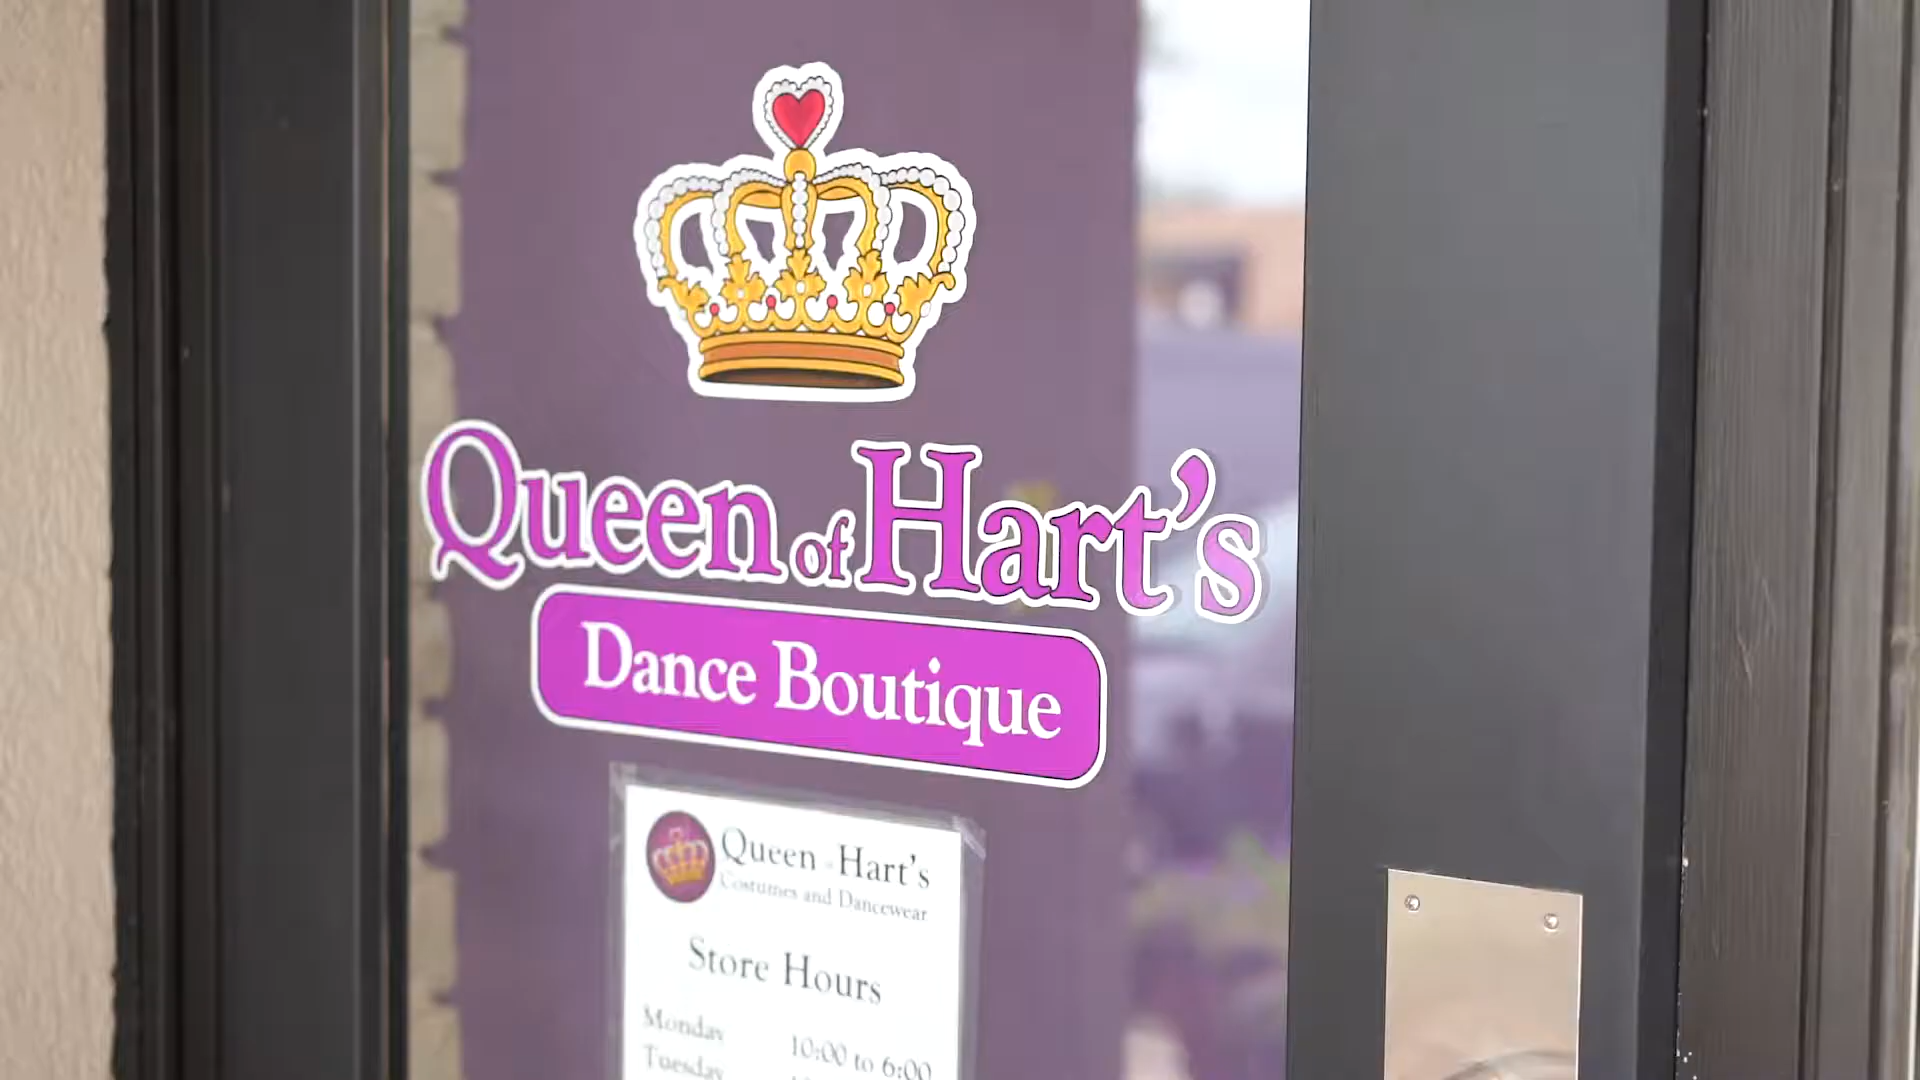 Queen of Hart's
Dance Boutique
Queen of Hart's
Costumes and Dancewear
Store Hours
Monday 10:00 to 6:00
Tuesday